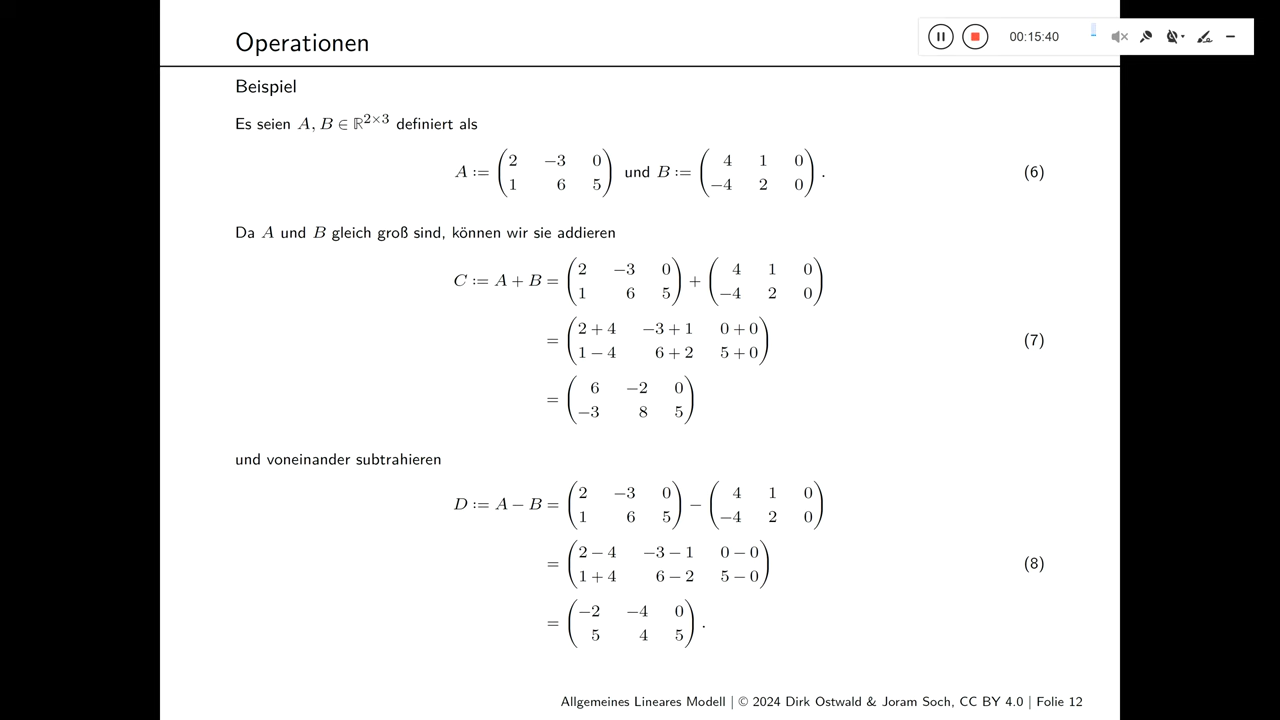 Operationen
00:15:40
Beispiel
Es seien A, B ∈ ℝ^{2×3} definiert als
A := (2 −3 0; 1 6 5) und B := (4 1 0; −4 2 0). (6)
Da A und B gleich groß sind, können wir sie addieren
C := A + B = (2 −3 0; 1 6 5) + (4 1 0; −4 2 0)
= (2 + 4 −3 + 1 0 + 0; 1 − 4 6 + 2 5 + 0) (7)
= (6 −2 0; −3 8 5)
und voneinander subtrahieren
D := A − B = (2 −3 0; 1 6 5) − (4 1 0; −4 2 0)
= (2 − 4 −3 − 1 0 − 0; 1 + 4 6 − 2 5 − 0) (8)
= (−2 −4 0; 5 4 5).
Allgemeines Lineares Modell | © 2024 Dirk Ostwald & Joram Soch, CC BY 4.0 | Folie 12